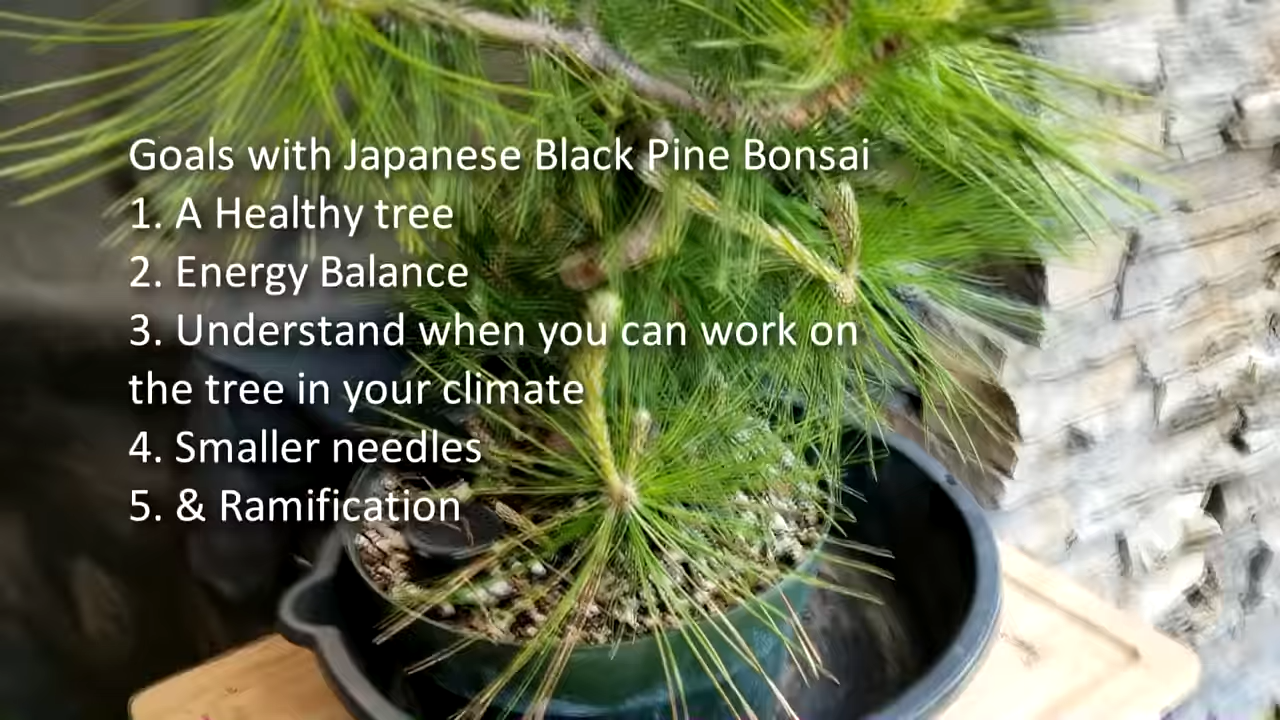 Goals with Japanese Black Pine Bonsai
1. A Healthy tree
2. Energy Balance
3. Understand when you can work on
the tree in your climate
4. Smaller needles
5. & Ramification